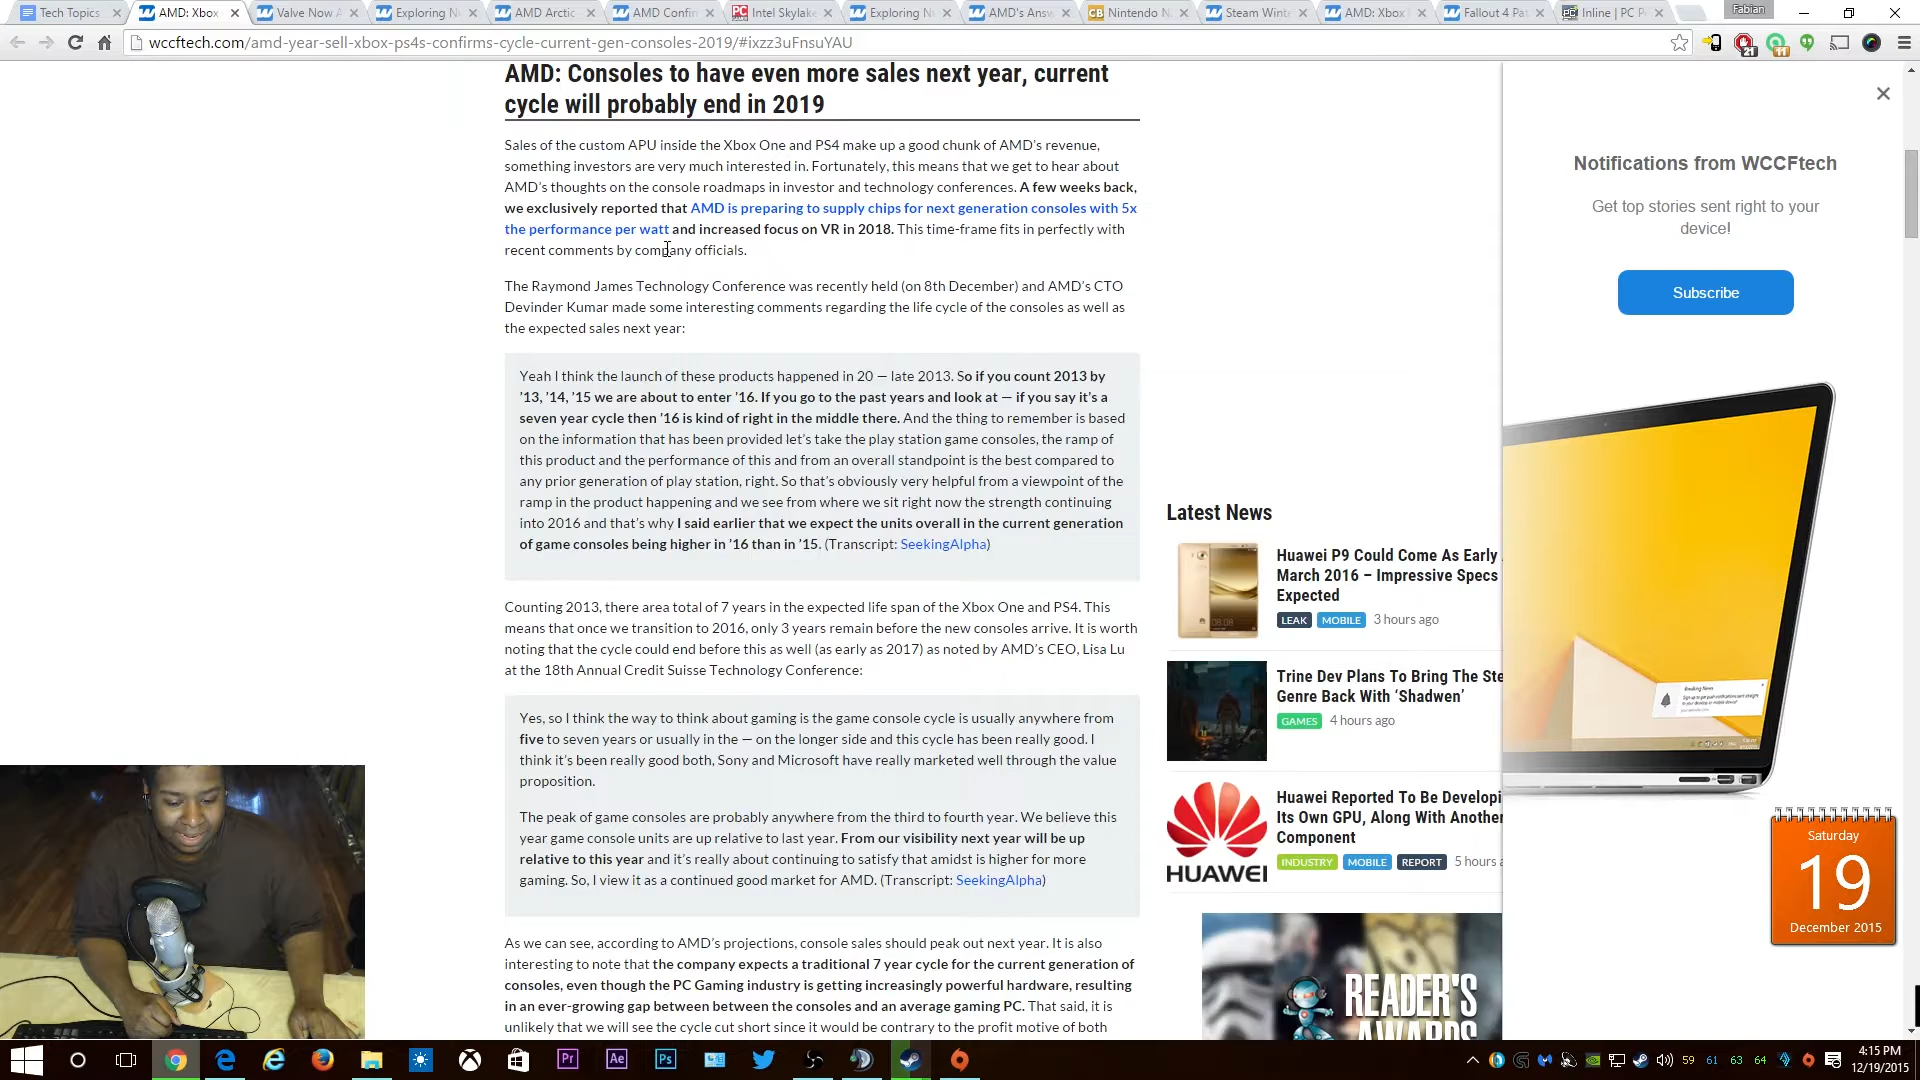 Tech Topics
AMD: Xbox
Valve Now A
Exploring N
AMD Arctic
AMD Confir
Intel Skylake
Exploring N
AMD's Answ
Nintendo N
Steam Winte
AMD: Xbox
Fallout 4 Pat
Inline | PC P
Fabian
wccftech.com/amd-year-sell-xbox-ps4s-confirms-cycle-current-gen-consoles-2019/#ixzz3uFnsuYAU
21
11
AMD: Consoles to have even more sales next year, current
cycle will probably end in 2019
Sales of the custom APU inside the Xbox One and PS4 make up a good chunk of AMD's revenue,
something investors are very much interested in. Fortunately, this means that we get to hear about
AMD's thoughts on the console roadmaps in investor and technology conferences. A few weeks back,
we exclusively reported that AMD is preparing to supply chips for next generation consoles with 5x
the performance per watt and increased focus on VR in 2018. This time-frame fits in perfectly with
recent comments by company officials.
The Raymond James Technology Conference was recently held (on 8th December) and AMD's CTO
Devinder Kumar made some interesting comments regarding the life cycle of the consoles as well as
the expected sales next year:
Yeah I think the launch of these products happened in 20 — late 2013. So if you count 2013 by
'13, '14, '15 we are about to enter '16. If you go to the past years and look at — if you say it's a
seven year cycle then '16 is kind of right in the middle there. And the thing to remember is based
on the information that has been provided let's take the play station game consoles, the ramp of
this product and the performance of this and from an overall standpoint is the best compared to
any prior generation of play station, right. So that's obviously very helpful from a viewpoint of the
ramp in the product happening and we see from where we sit right now the strength continuing
into 2016 and that's why I said earlier that we expect the units overall in the current generation
of game consoles being higher in '16 than in '15. (Transcript: SeekingAlpha)
Counting 2013, there area total of 7 years in the expected life span of the Xbox One and PS4. This
means that once we transition to 2016, only 3 years remain before the new consoles arrive. It is worth
noting that the cycle could end before this as well (as early as 2017) as noted by AMD's CEO, Lisa Lu
at the 18th Annual Credit Suisse Technology Conference:
Yes, so I think the way to think about gaming is the game console cycle is usually anywhere from
five to seven years or usually in the — on the longer side and this cycle has been really good. I
think it's been really good both, Sony and Microsoft have really marketed well through the value
proposition.
The peak of game consoles are probably anywhere from the third to fourth year. We believe this
year game console units are up relative to last year. From our visibility next year will be up
relative to this year and it's really about continuing to satisfy that amidst is higher for more
gaming. So, I view it as a continued good market for AMD. (Transcript: SeekingAlpha)
As we can see, according to AMD's projections, console sales should peak out next year. It is also
interesting to note that the company expects a traditional 7 year cycle for the current generation of
consoles, even though the PC Gaming industry is getting increasingly powerful hardware, resulting
in an ever-growing gap between between the consoles and an average gaming PC. That said, it is
unlikely that we will see the cycle cut short since it would be contrary to the profit motive of both
Latest News
Huawei P9 Could Come As Early
March 2016 – Impressive Specs
Expected
LEAK MOBILE 3 hours ago
Trine Dev Plans To Bring The Ste
Genre Back With 'Shadwen'
GAMES 4 hours ago
Huawei Reported To Be Developi
Its Own GPU, Along With Another
Component
INDUSTRY MOBILE REPORT 5 hours a
HUAWEI
READER'S
AWARDS
Notifications from WCCFtech
Get top stories sent right to your
device!
Subscribe
Breaking News
Saturday
19
December 2015
Pr
Ae
Ps
59 61 63 64
4:15 PM
12/19/2015